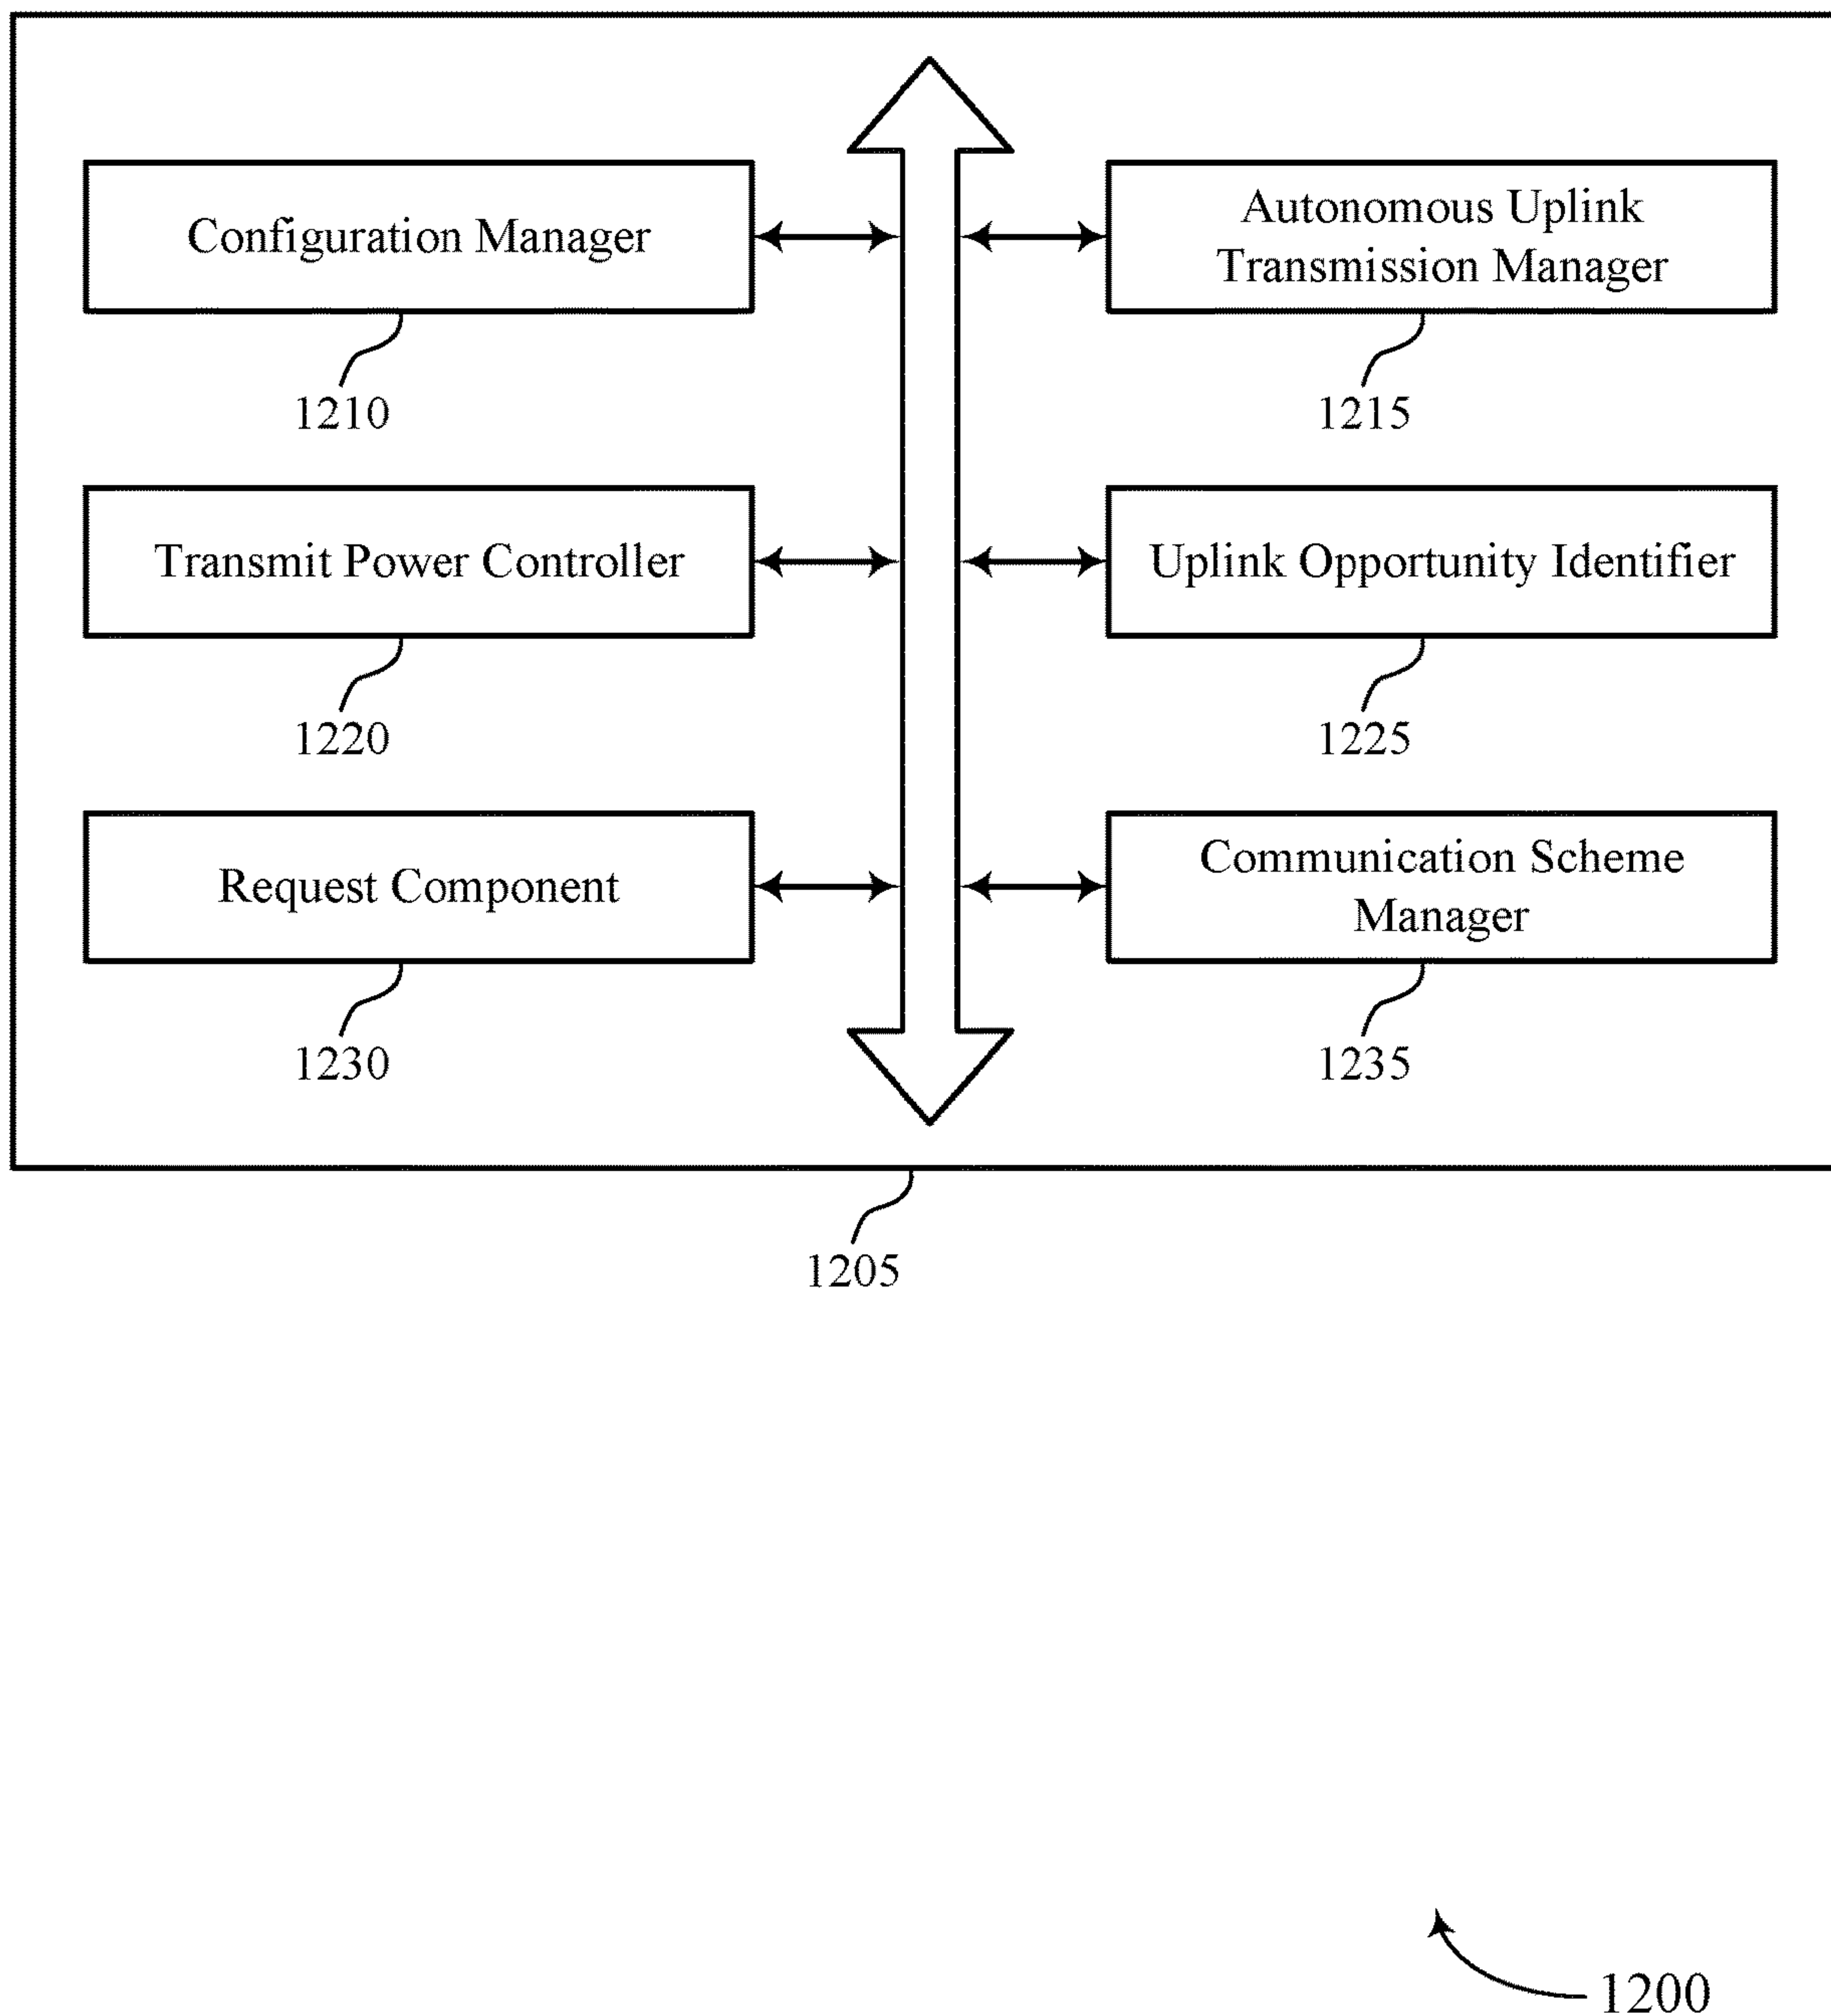 Configuration Manager
1210
Autonomous Uplink
Transmission Manager
1215
Transmit Power Controller
1220
Uplink Opportunity Identifier
1225
Request Component
1230
Communication Scheme
Manager
1235
1205
1200